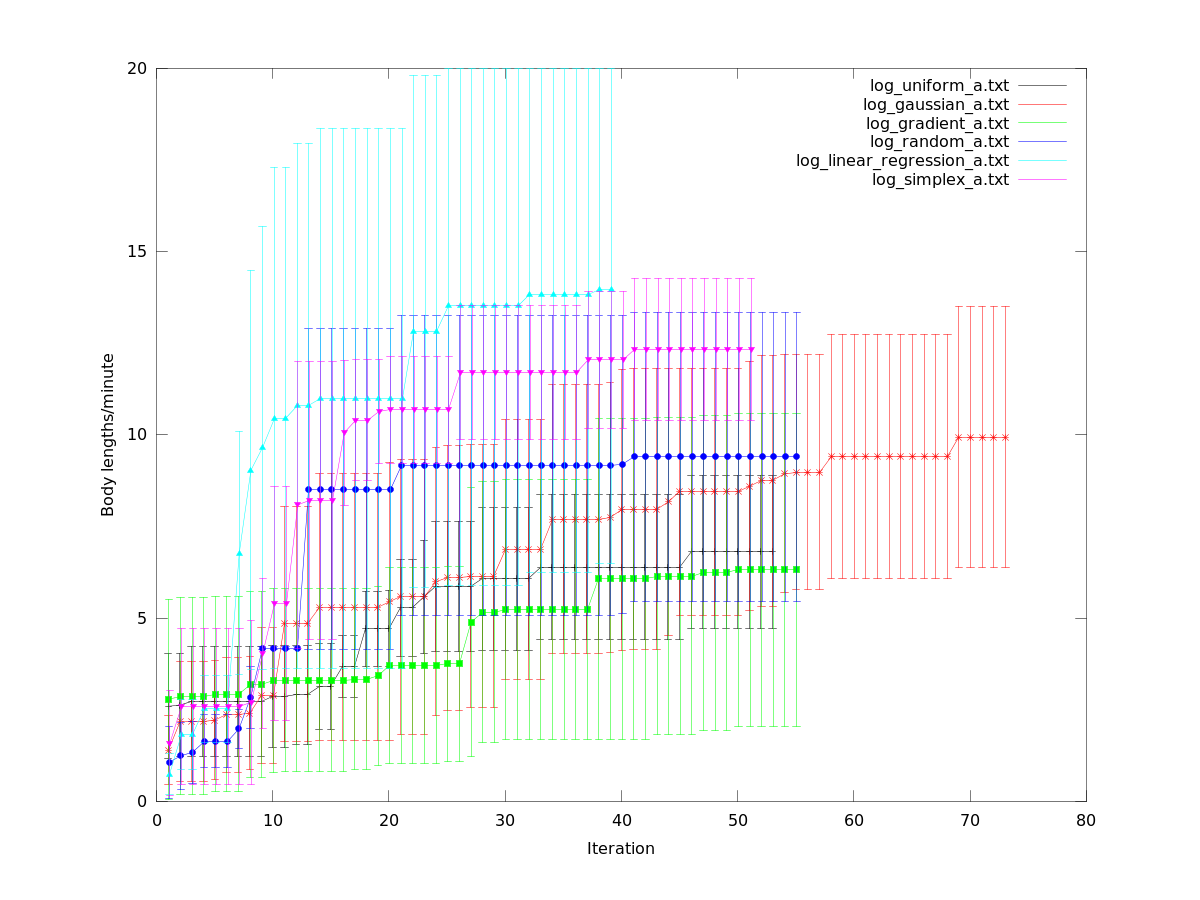 20
15
10
5
0
Body lengths/minute
log_uniform_a.txt
log_gaussian_a.txt
log_gradient_a.txt
log_random_a.txt
log_linear_regression_a.txt
log_simplex_a.txt
0 10 20 30 40 50 60 70 80
Iteration